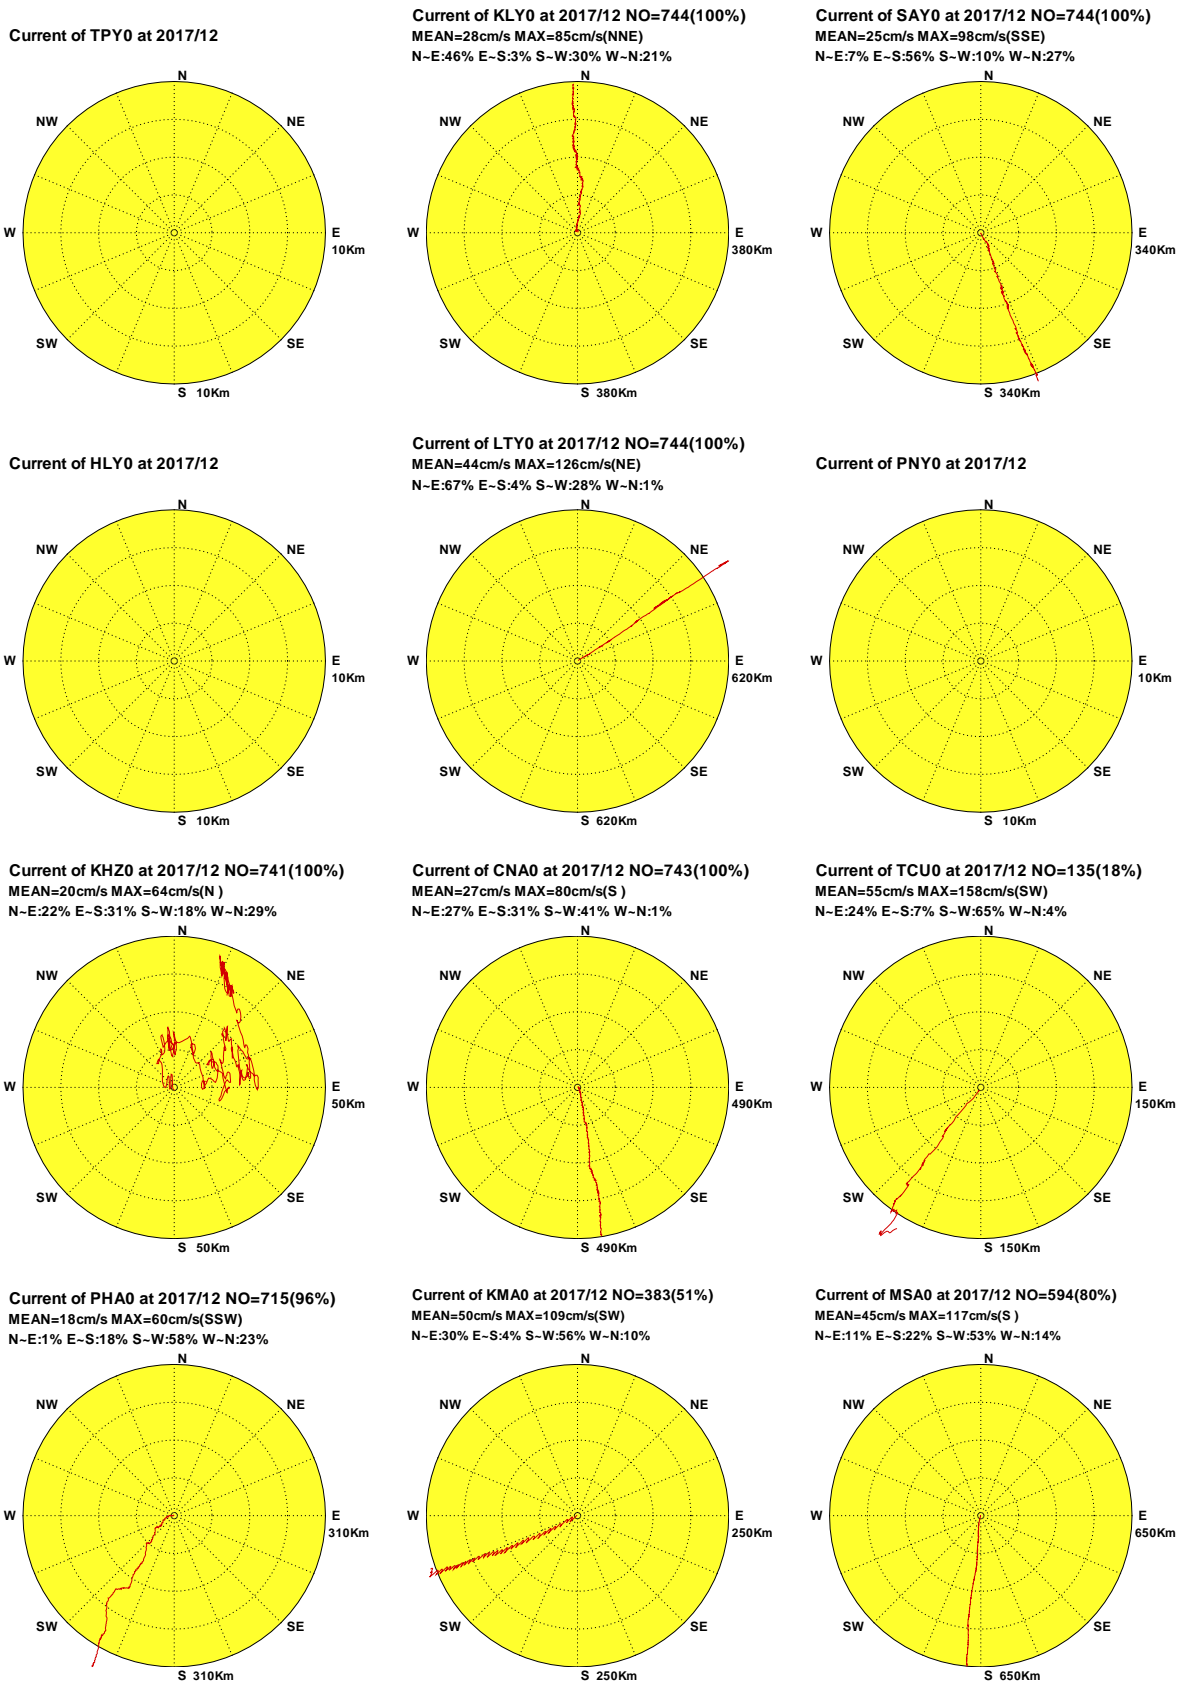 Current of TPY0 at 2017/12
N
NW
NE
W
E
10Km
SW
SE
S 10Km
Current of KLY0 at 2017/12 NO=744(100%)
MEAN=28cm/s MAX=85cm/s(NNE)
N~E:46% E~S:3% S~W:30% W~N:21%
N
NW
NE
W
E
380Km
SW
SE
S 380Km
Current of SAY0 at 2017/12 NO=744(100%)
MEAN=25cm/s MAX=98cm/s(SSE)
N~E:7% E~S:56% S~W:10% W~N:27%
N
NW
NE
W
E
340Km
SW
SE
S 340Km
Current of HLY0 at 2017/12
N
NW
NE
W
E
10Km
SW
SE
S 10Km
Current of LTY0 at 2017/12 NO=744(100%)
MEAN=44cm/s MAX=126cm/s(NE)
N~E:67% E~S:4% S~W:28% W~N:1%
N
NW
NE
W
E
620Km
SW
SE
S 620Km
Current of PNY0 at 2017/12
N
NW
NE
W
E
10Km
SW
SE
S 10Km
Current of KHZ0 at 2017/12 NO=741(100%)
MEAN=20cm/s MAX=64cm/s(N )
N~E:22% E~S:31% S~W:18% W~N:29%
N
NW
NE
W
E
50Km
SW
SE
S 50Km
Current of CNA0 at 2017/12 NO=743(100%)
MEAN=27cm/s MAX=80cm/s(S )
N~E:27% E~S:31% S~W:41% W~N:1%
N
NW
NE
W
E
490Km
SW
SE
S 490Km
Current of TCU0 at 2017/12 NO=135(18%)
MEAN=55cm/s MAX=158cm/s(SW)
N~E:24% E~S:7% S~W:65% W~N:4%
N
NW
NE
W
E
150Km
SW
SE
S 150Km
Current of PHA0 at 2017/12 NO=715(96%)
MEAN=18cm/s MAX=60cm/s(SSW)
N~E:1% E~S:18% S~W:58% W~N:23%
N
NW
NE
W
E
310Km
SW
SE
S 310Km
Current of KMA0 at 2017/12 NO=383(51%)
MEAN=50cm/s MAX=109cm/s(SW)
N~E:30% E~S:4% S~W:56% W~N:10%
N
NW
NE
W
E
250Km
SW
SE
S 250Km
Current of MSA0 at 2017/12 NO=594(80%)
MEAN=45cm/s MAX=117cm/s(S )
N~E:11% E~S:22% S~W:53% W~N:14%
N
NW
NE
W
E
650Km
SW
SE
S 650Km